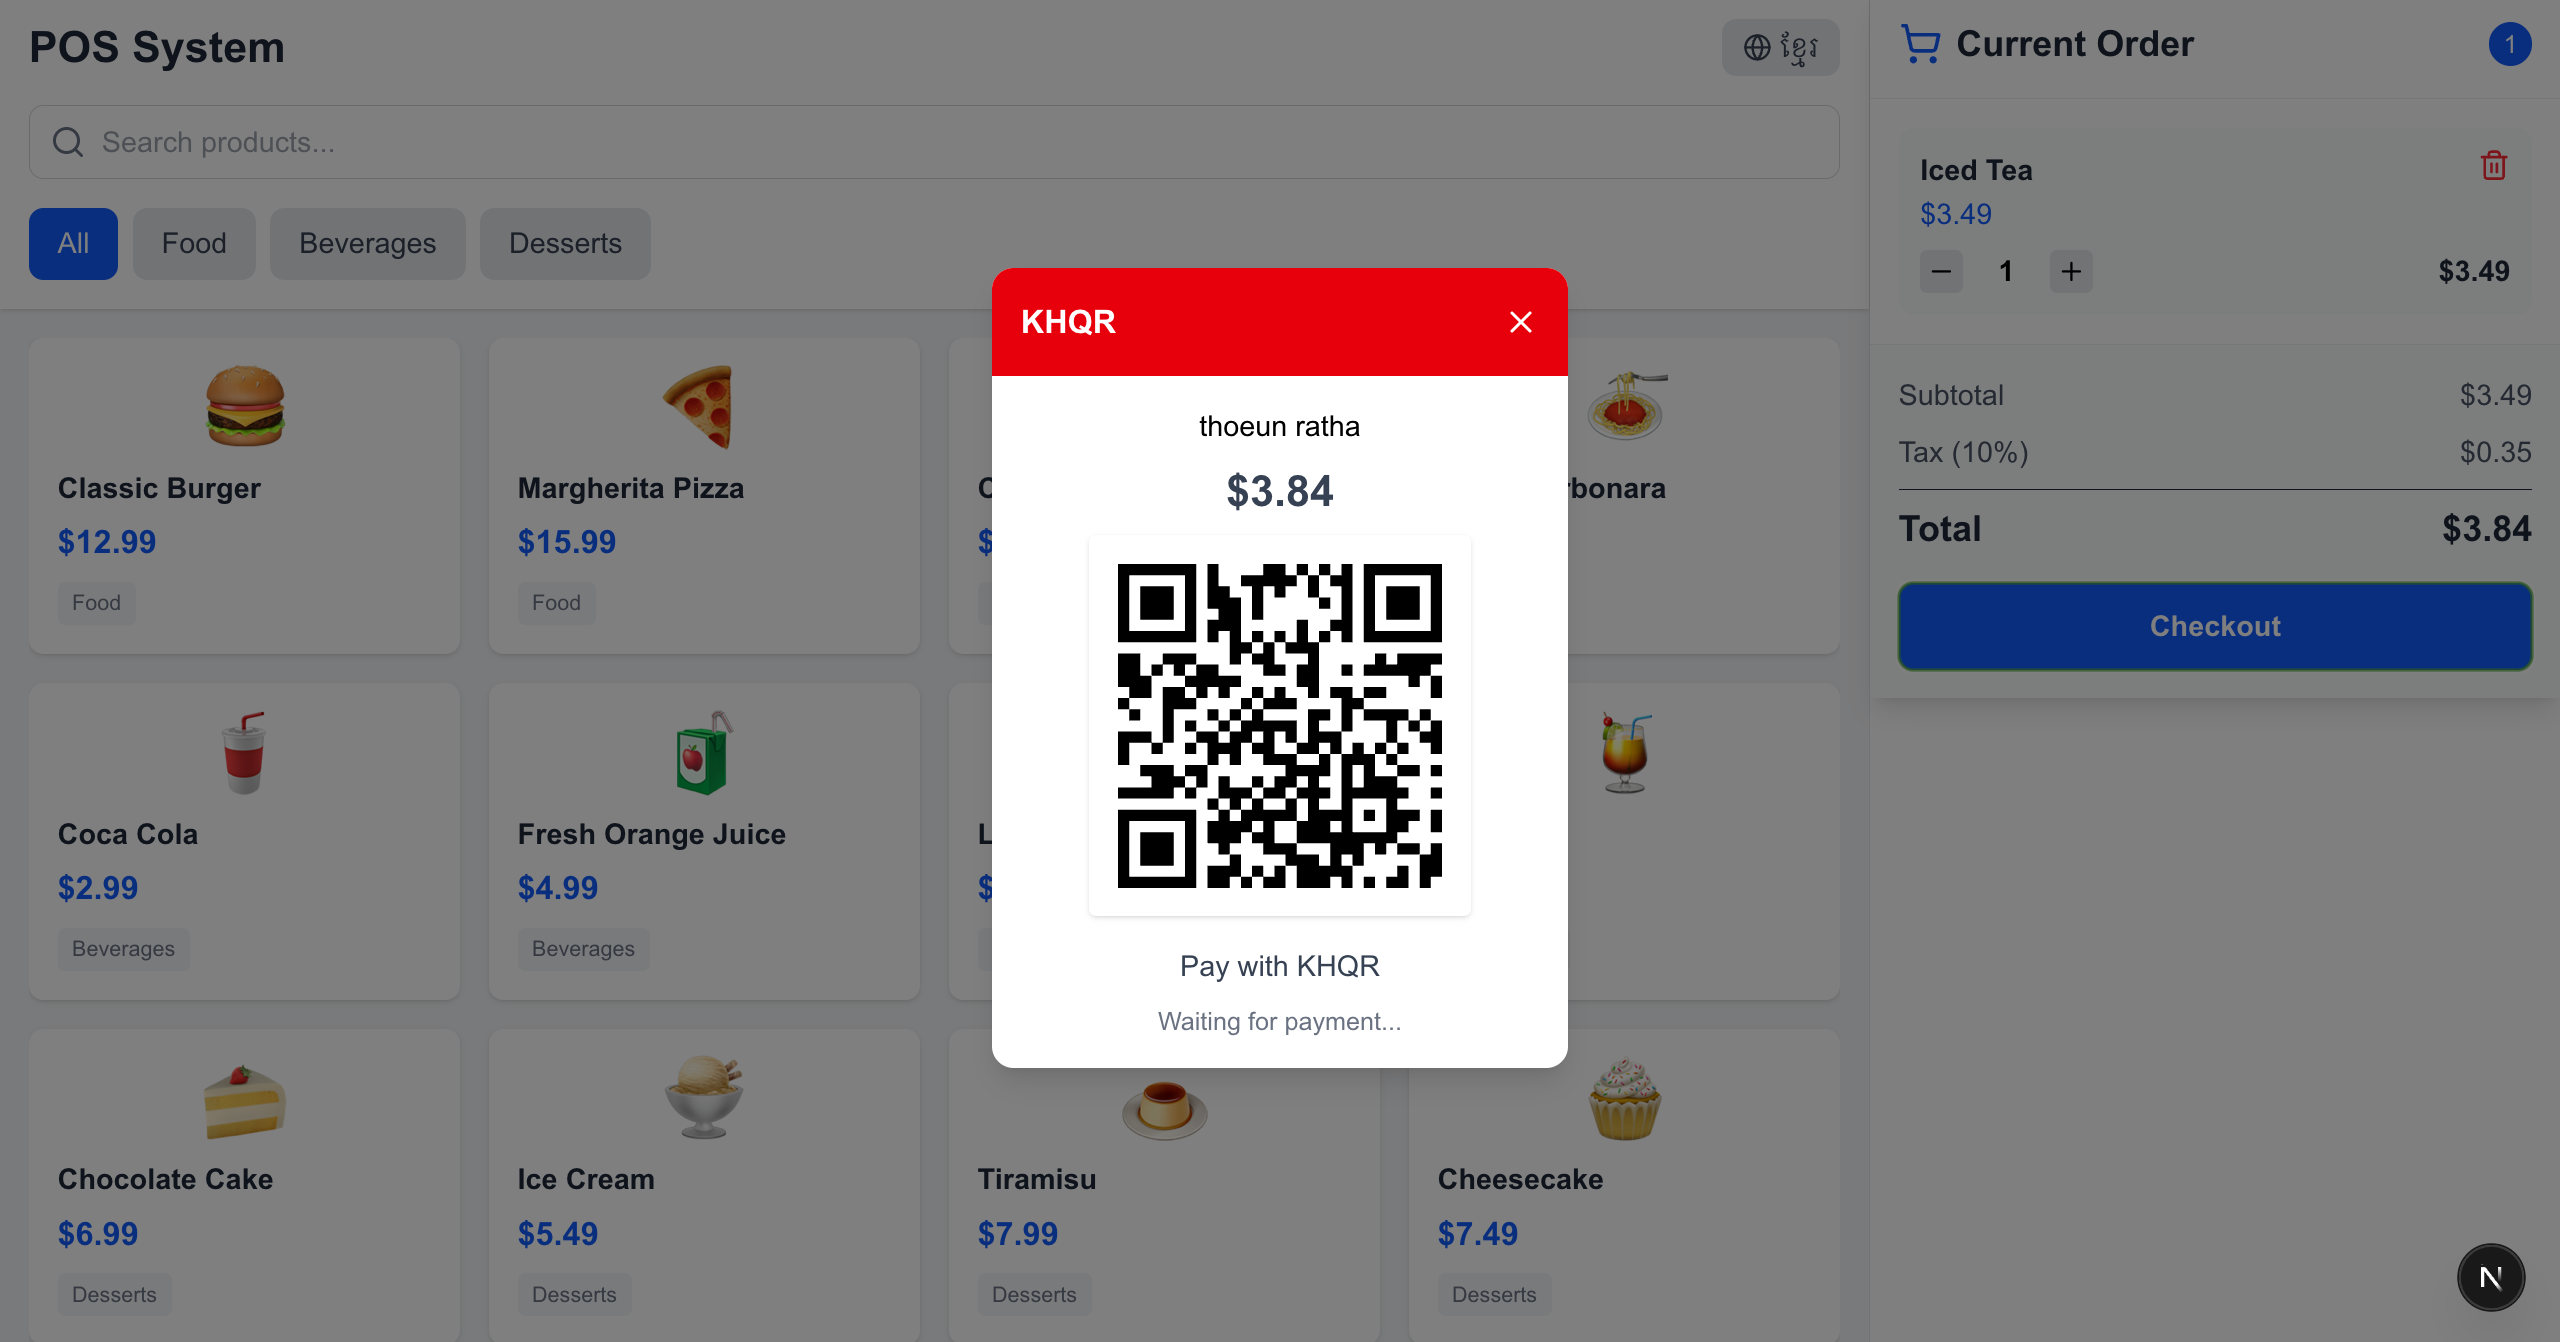 POS System
ខ្មែរ
Search products...
All
Food
Beverages
Desserts
Classic Burger
$12.99
Food
Margherita Pizza
$15.99
Food
Coca Cola
$2.99
Beverages
Fresh Orange Juice
$4.99
Beverages
Chocolate Cake
$6.99
Desserts
Ice Cream
$5.49
Desserts
Tiramisu
$7.99
Desserts
Cheesecake
$7.49
Desserts
KHQR
thoeun ratha
$3.84
Pay with KHQR
Waiting for payment...
Current Order
1
Iced Tea
$3.49
1
$3.49
Subtotal
$3.49
Tax (10%)
$0.35
Total
$3.84
Checkout
N